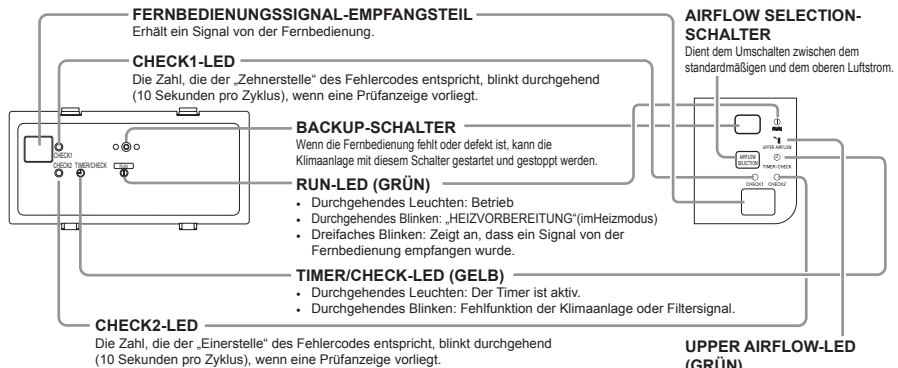 FERNBEDIENUNGSSIGNAL-EMPFANGSTEIL
Erhält ein Signal von der Fernbedienung.
CHECK1-LED
Die Zahl, die der „Zehnerstelle“ des Fehlercodes entspricht, blinkt durchgehend
(10 Sekunden pro Zyklus), wenn eine Prüfanzeige vorliegt.
BACKUP-SCHALTER
Wenn die Fernbedienung fehlt oder defekt ist, kann die
Klimaanlage mit diesem Schalter gestartet und gestoppt werden.
RUN-LED (GRÜN)
• Durchgehendes Leuchten: Betrieb
• Durchgehendes Blinken: „HEIZVORBEREITUNG“(imHeizmodus)
• Dreifaches Blinken: Zeigt an, dass ein Signal von der
Fernbedienung empfangen wurde.
TIMER/CHECK-LED (GELB)
• Durchgehendes Leuchten: Der Timer ist aktiv.
• Durchgehendes Blinken: Fehlfunktion der Klimaanlage oder Filtersignal.
CHECK2-LED
Die Zahl, die der „Einerstelle“ des Fehlercodes entspricht, blinkt durchgehend
(10 Sekunden pro Zyklus), wenn eine Prüfanzeige vorliegt.
CHECK1
CHECK2 TIMER/CHECK RUN
AIRFLOW SELECTION-
SCHALTER
Dient dem Umschalten zwischen dem
standardmäßigen und dem oberen Luftstrom.
RUN
UPPER AIRFLOW
AIRFLOW
SELECTION
TIMER/CHECK
CHECK1 CHECK2
UPPER AIRFLOW-LED
(GRÜN)